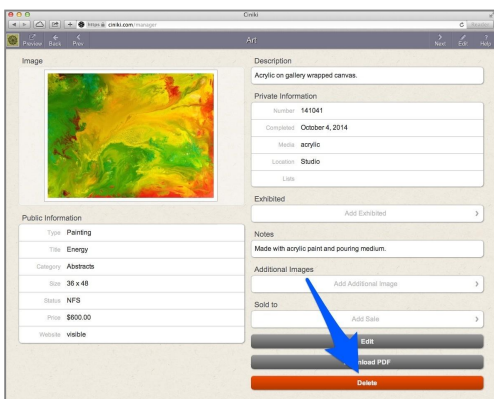 Ciniki
https ciniki.com/manager
Reader
Preview Back Prev Art Next Edit Help
Image
Public Information
Type Painting
Title Energy
Category Abstracts
Size 36 x 48
Status NFS
Price $600.00
Website visible
Description
Acrylic on gallery wrapped canvas.
Private Information
Number 141041
Completed October 4, 2014
Media acrylic
Location Studio
Lists
Exhibited
Add Exhibited
Notes
Made with acrylic paint and pouring medium.
Additional Images
Add Additional Image
Sold to
Add Sale
Edit
nload PDF
Delete